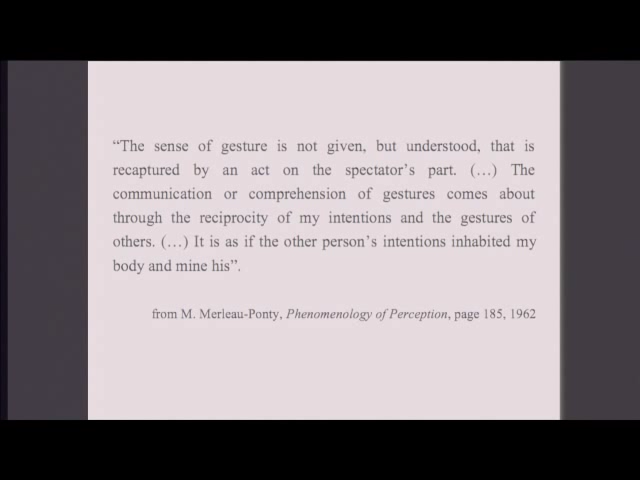 “The sense of gesture is not given, but understood, that is
recaptured by an act on the spectator’s part. (…) The
communication or comprehension of gestures comes about
through the reciprocity of my intentions and the gestures of
others. (…) It is as if the other person’s intentions inhabited my
body and mine his”.
from M. Merleau-Ponty, Phenomenology of Perception, page 185, 1962